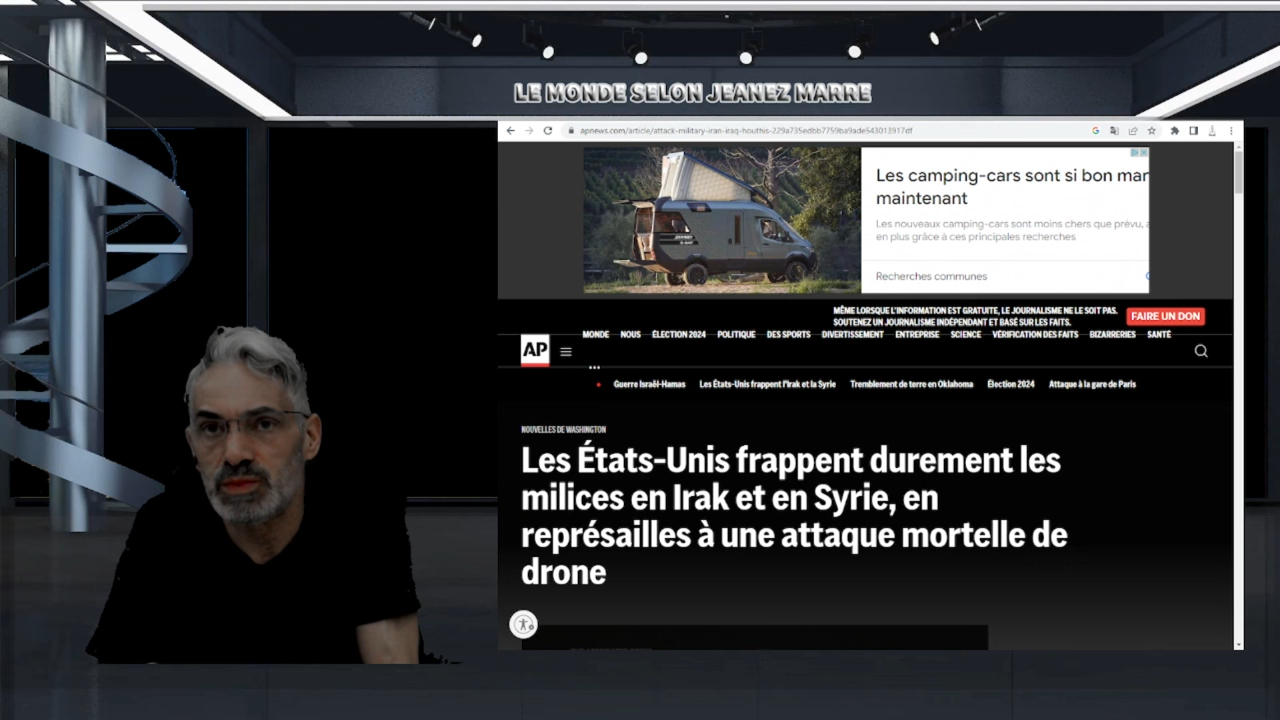 LE MONDE SELON JEANEZ MARRE
apnews.com/article/attack-military-iran-iraq-houthis-229a735edbb7759ba9ade543013917df
Les camping-cars sont si bon mar
maintenant
Les nouveaux camping-cars sont moins chers que prévu, a
en plus grâce à ces principales recherches
Recherches communes
MÊME LORSQUE L'INFORMATION EST GRATUITE, LE JOURNALISME NE LE SOIT PAS.
SOUTENEZ UN JOURNALISME INDÉPENDANT ET BASÉ SUR LES FAITS.
FAIRE UN DON
AP
MONDE NOUS ÉLECTION 2024 POLITIQUE DES SPORTS DIVERTISSEMENT ENTREPRISE SCIENCE VÉRIFICATION DES FAITS BIZARRERIES SANTÉ
Guerre Israël-Hamas Les États-Unis frappent l'Irak et la Syrie Tremblement de terre en Oklahoma Élection 2024 Attaque à la gare de Paris
NOUVELLES DE WASHINGTON
Les États-Unis frappent durement les
milices en Irak et en Syrie, en
représailles à une attaque mortelle de
drone